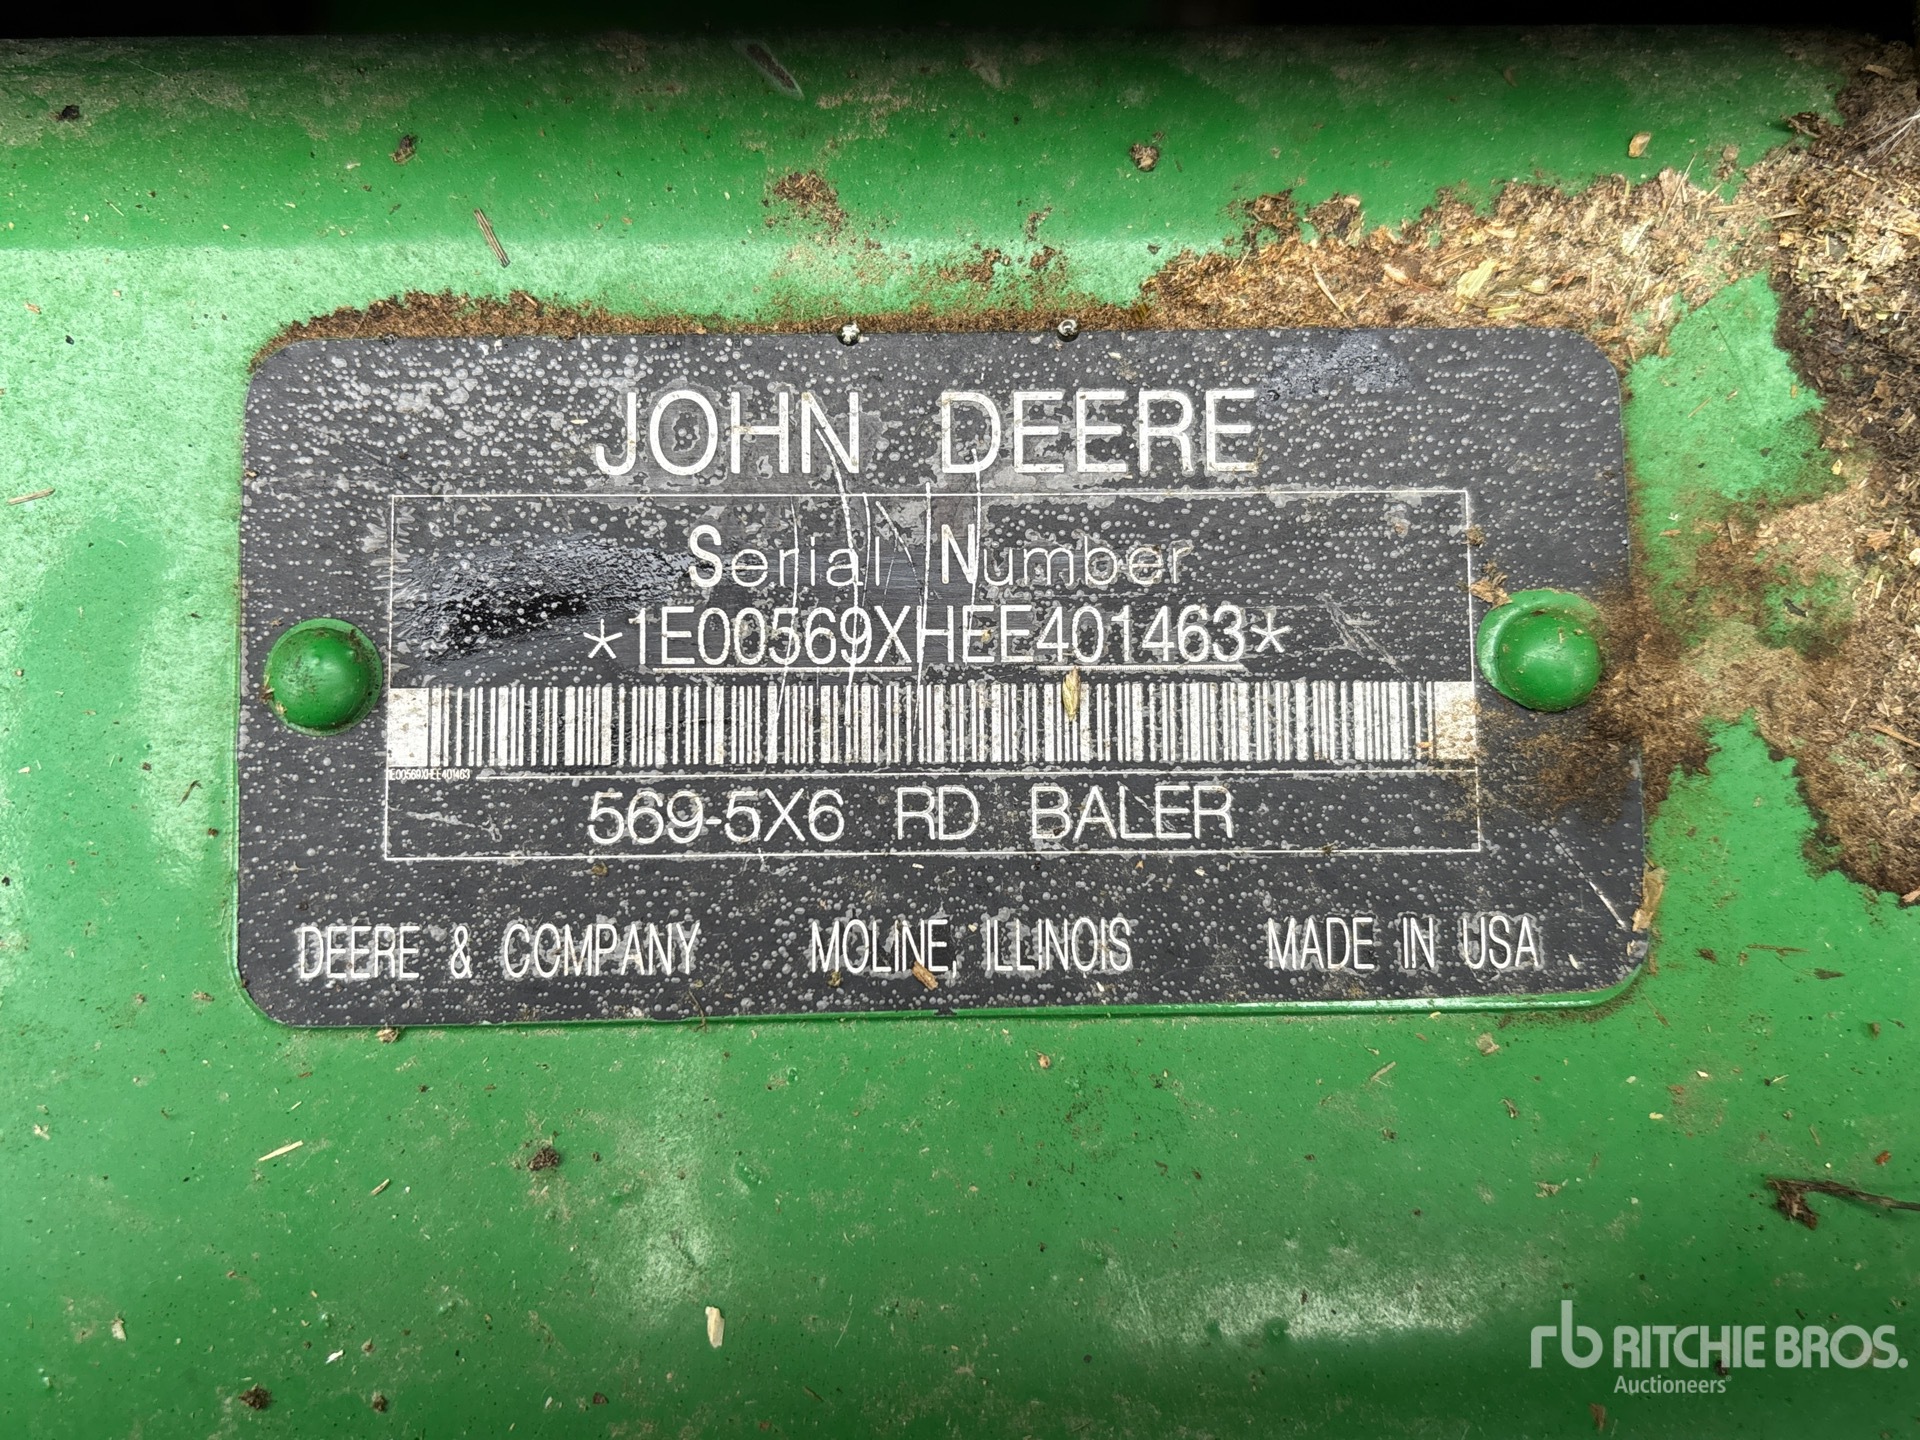 JOHN DEERE
Serial Number
*1E00569XHEE401463*
1E00569XHEE401463
569-5X6 RD BALER
DEERE & COMPANY MOLINE, ILLINOIS MADE IN USA
rb RITCHIE BROS.
Auctioneers